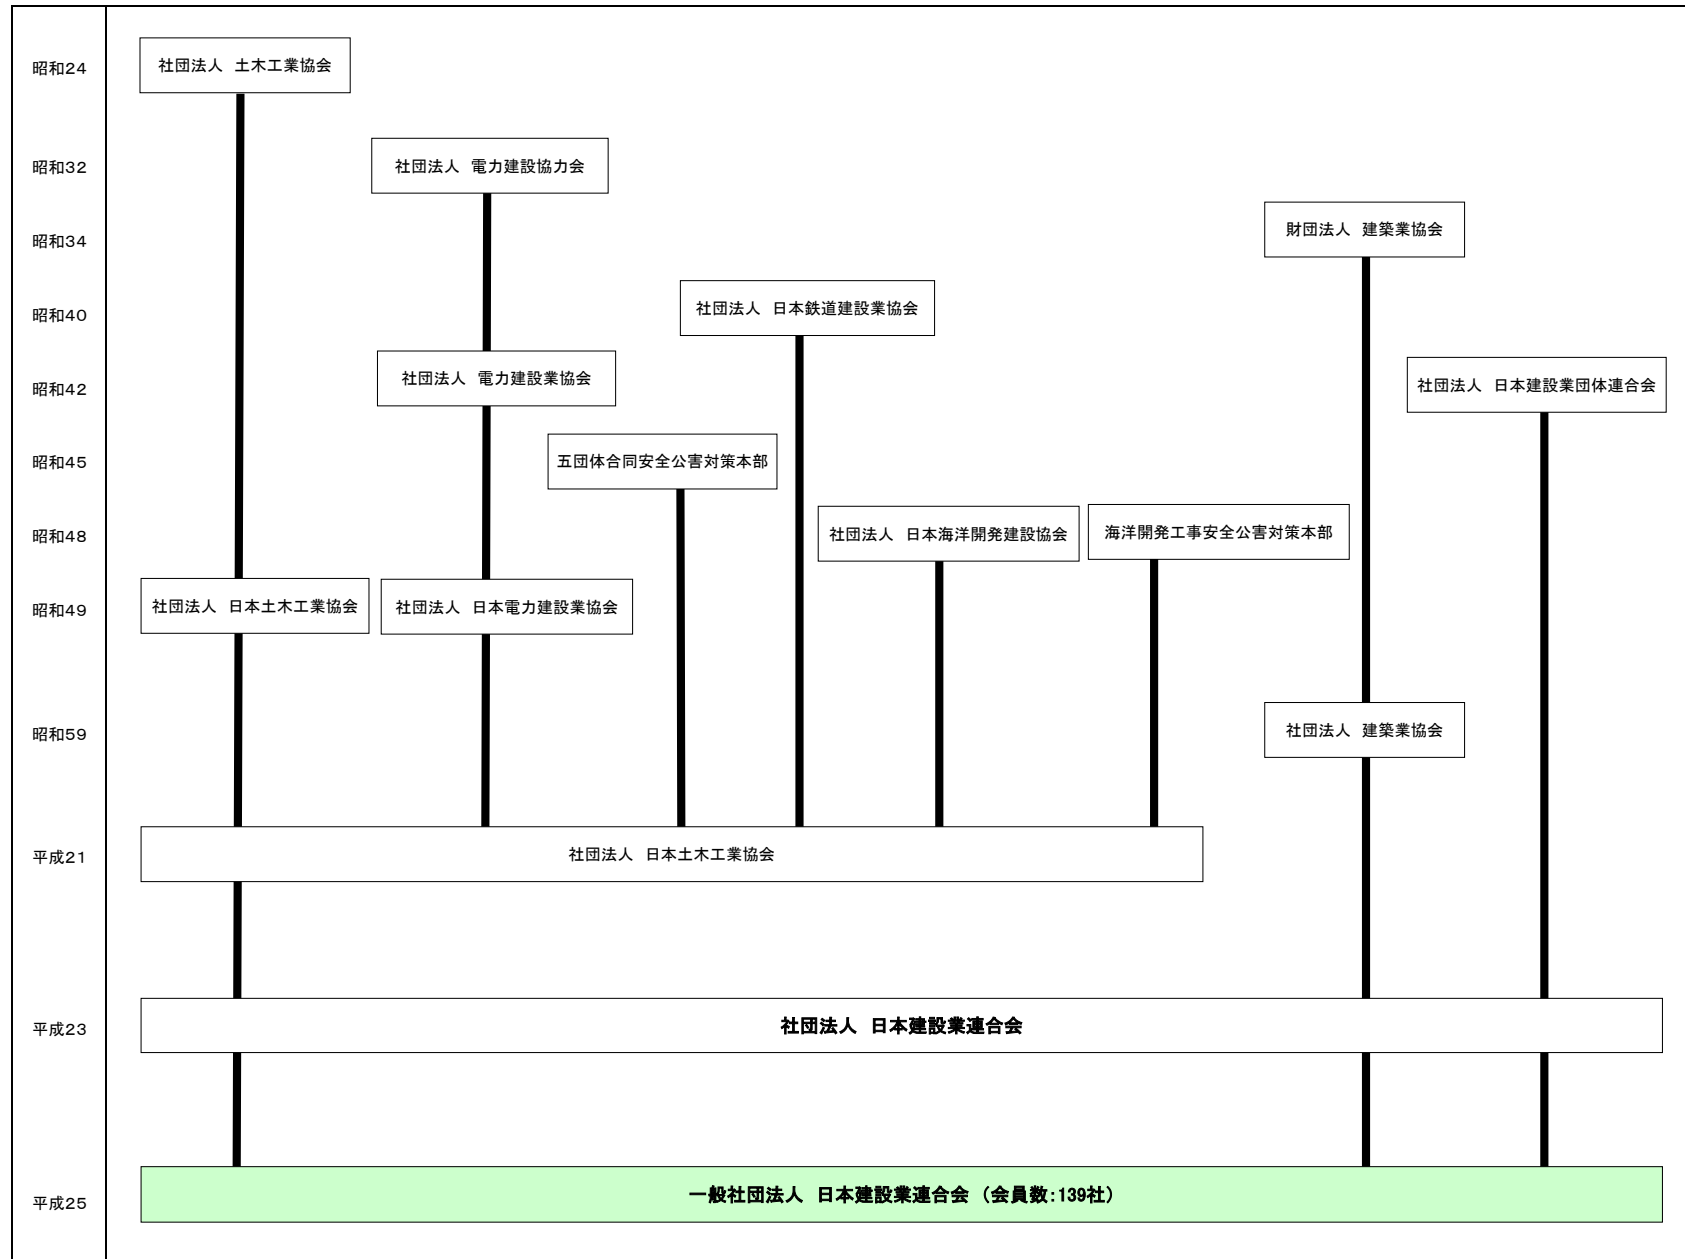 昭和24
社団法人 土木工業協会
昭和32
社団法人 電力建設協力会
昭和34
財団法人 建築業協会
昭和40
社団法人 日本鉄道建設業協会
昭和42
社団法人 電力建設業協会
社団法人 日本建設業団体連合会
昭和45
五団体合同安全公害対策本部
昭和48
社団法人 日本海洋開発建設協会
海洋開発工事安全公害対策本部
昭和49
社団法人 日本土木工業協会
社団法人 日本電力建設業協会
昭和59
社団法人 建築業協会
平成21
社団法人 日本土木工業協会
平成23
社団法人 日本建設業連合会
平成25
一般社団法人 日本建設業連合会 (会員数:139社)